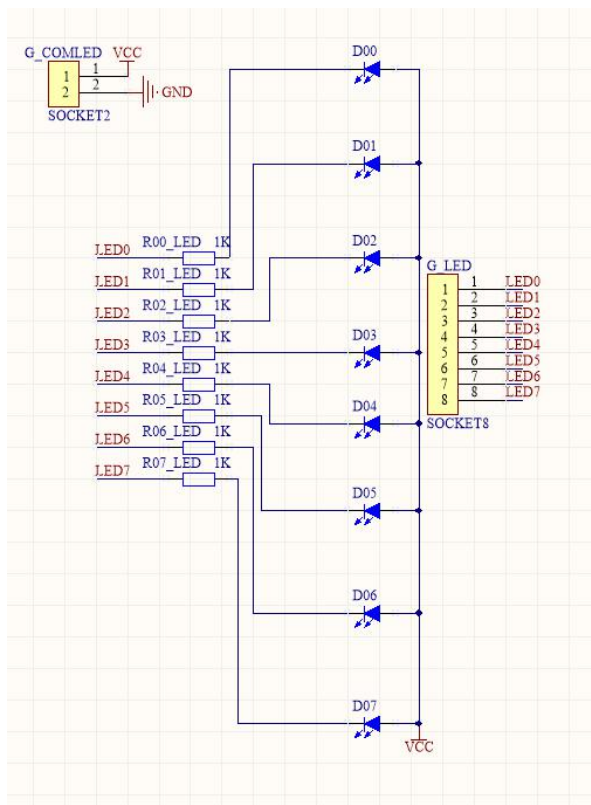 G_COMLED VCC
1 1
2 2
GND
SOCKET2
D00
D01
D02
D03
D04
D05
D06
D07
VCC
LED0 R00_LED 1K
LED1 R01_LED 1K
LED2 R02_LED 1K
LED3 R03_LED 1K
LED4 R04_LED 1K
LED5 R05_LED 1K
LED6 R06_LED 1K
LED7 R07_LED 1K
G_LED
1 1 LED0
2 2 LED1
3 3 LED2
4 4 LED3
5 5 LED4
6 6 LED5
7 7 LED6
8 8 LED7
SOCKET8